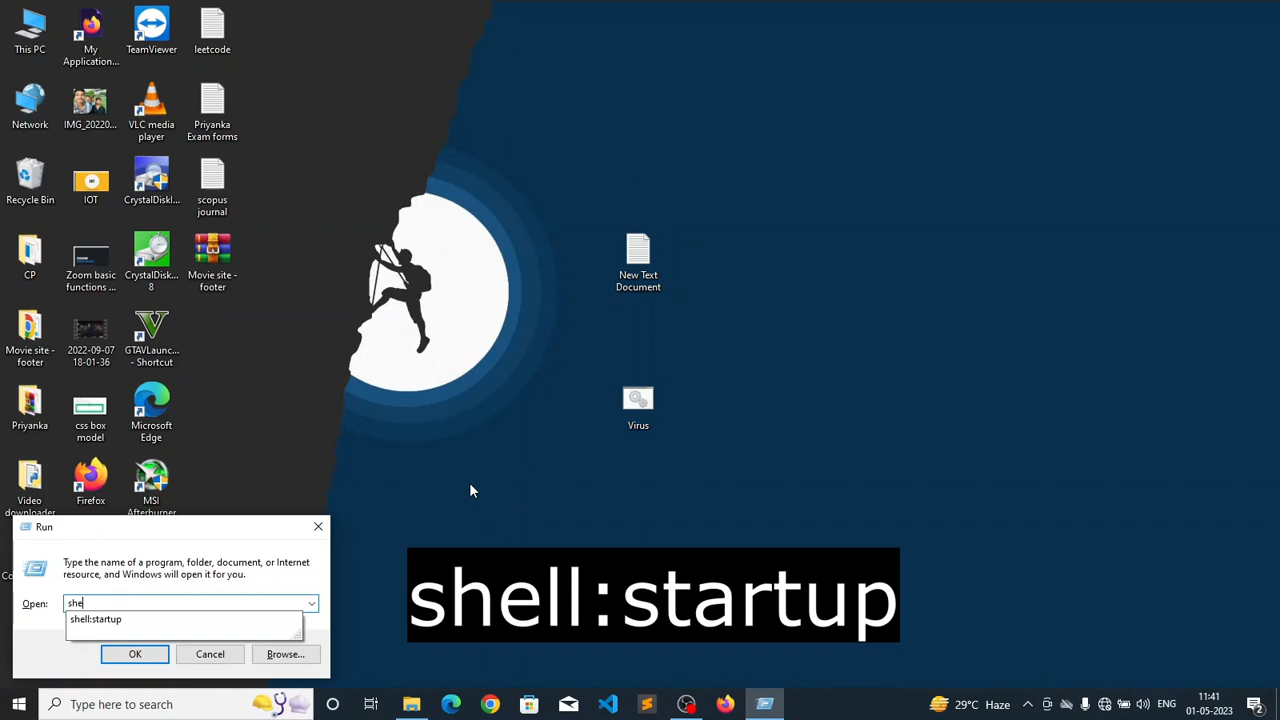 This PC
My
Application...
TeamViewer
leetcode
Network
IMG_20220...
VLC media
player
Priyanka
Exam forms
Recycle Bin
IOT
CrystalDiskI...
scopus
journal
CP
Zoom basic
functions ...
CrystalDisk...
8
Movie site -
footer
Movie site -
footer
2022-09-07
18-01-36
GTAVLaunc...
- Shortcut
Priyanka
css box
model
Microsoft
Edge
Video
downloader
Firefox
MSI
Afterburner
New Text
Document
Virus
Run
Type the name of a program, folder, document, or Internet
resource, and Windows will open it for you.
Open:
she
shell:startup
OK
Cancel
Browse...
shell:startup
Type here to search
29°C Haze
ENG
11:41
01-05-2023
2